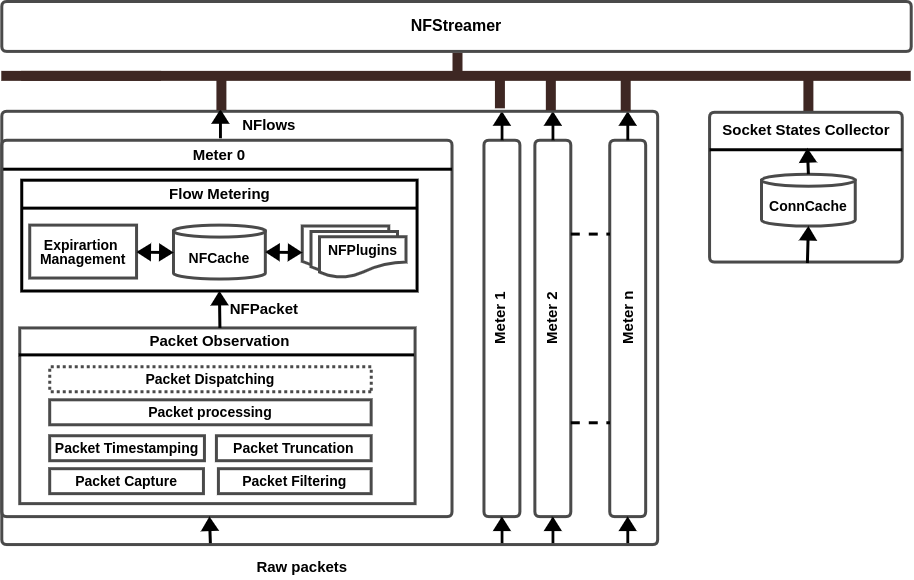 NFStreamer
NFlows
Socket States Collector
Meter 0
Flow Metering
ConnCache
Expirartion
Management
NFCache
NFPlugins
NFPacket
Meter 1
Meter 2
Meter n
Packet Observation
Packet Dispatching
Packet processing
Packet Timestamping
Packet Truncation
Packet Capture
Packet Filtering
Raw packets